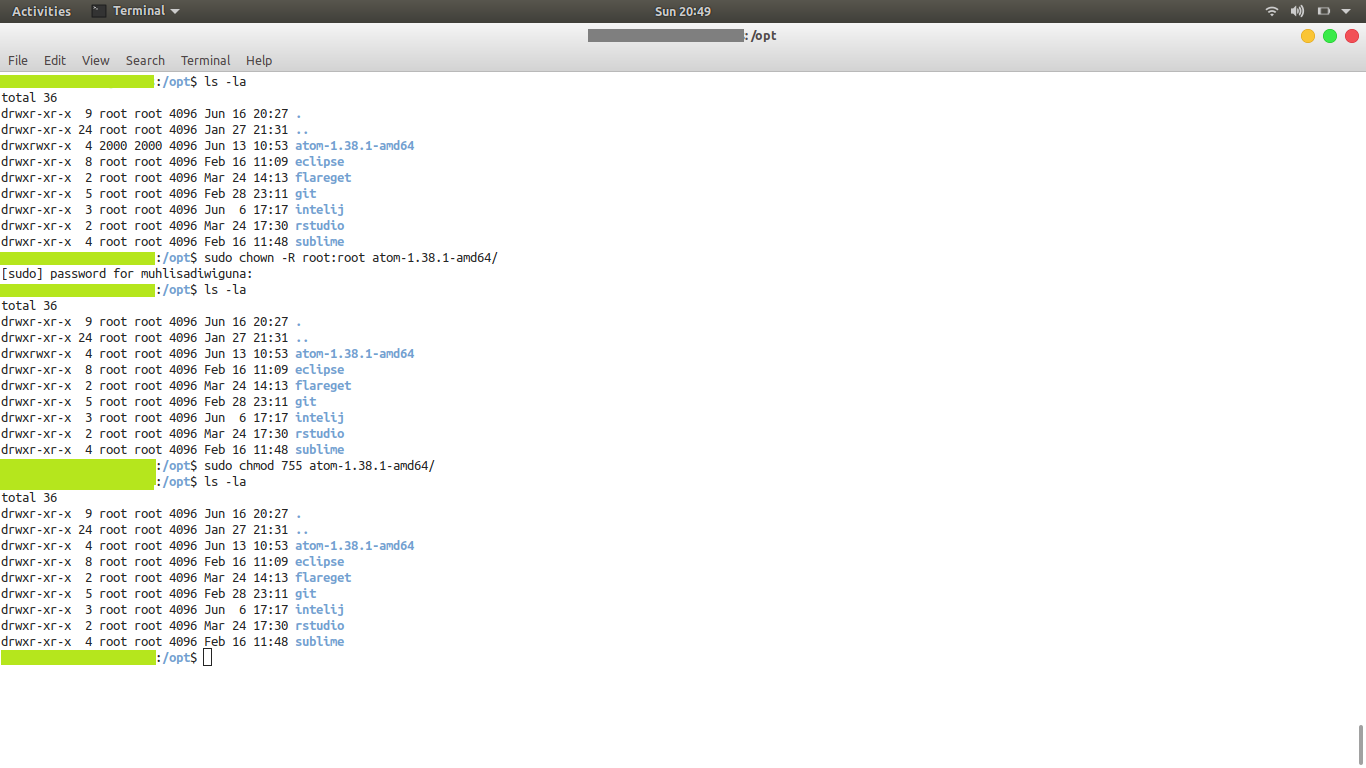 Activities Terminal Sun 20:49
:/opt
File Edit View Search Terminal Help
:/opt$ ls -la
total 36
drwxr-xr-x  9 root root 4096 Jun 16 20:27 .
drwxr-xr-x 24 root root 4096 Jan 27 21:31 ..
drwxrwxr-x  4 2000 2000 4096 Jun 13 10:53 atom-1.38.1-amd64
drwxr-xr-x  8 root root 4096 Feb 16 11:09 eclipse
drwxr-xr-x  2 root root 4096 Mar 24 14:13 flareget
drwxr-xr-x  5 root root 4096 Feb 28 23:11 git
drwxr-xr-x  3 root root 4096 Jun  6 17:17 intelij
drwxr-xr-x  2 root root 4096 Mar 24 17:30 rstudio
drwxr-xr-x  4 root root 4096 Feb 16 11:48 sublime
:/opt$ sudo chown -R root:root atom-1.38.1-amd64/
[sudo] password for muhlisadiwiguna:
:/opt$ ls -la
total 36
drwxr-xr-x  9 root root 4096 Jun 16 20:27 .
drwxr-xr-x 24 root root 4096 Jan 27 21:31 ..
drwxrwxr-x  4 root root 4096 Jun 13 10:53 atom-1.38.1-amd64
drwxr-xr-x  8 root root 4096 Feb 16 11:09 eclipse
drwxr-xr-x  2 root root 4096 Mar 24 14:13 flareget
drwxr-xr-x  5 root root 4096 Feb 28 23:11 git
drwxr-xr-x  3 root root 4096 Jun  6 17:17 intelij
drwxr-xr-x  2 root root 4096 Mar 24 17:30 rstudio
drwxr-xr-x  4 root root 4096 Feb 16 11:48 sublime
:/opt$ sudo chmod 755 atom-1.38.1-amd64/
:/opt$ ls -la
total 36
drwxr-xr-x  9 root root 4096 Jun 16 20:27 .
drwxr-xr-x 24 root root 4096 Jan 27 21:31 ..
drwxr-xr-x  4 root root 4096 Jun 13 10:53 atom-1.38.1-amd64
drwxr-xr-x  8 root root 4096 Feb 16 11:09 eclipse
drwxr-xr-x  2 root root 4096 Mar 24 14:13 flareget
drwxr-xr-x  5 root root 4096 Feb 28 23:11 git
drwxr-xr-x  3 root root 4096 Jun  6 17:17 intelij
drwxr-xr-x  2 root root 4096 Mar 24 17:30 rstudio
drwxr-xr-x  4 root root 4096 Feb 16 11:48 sublime
:/opt$